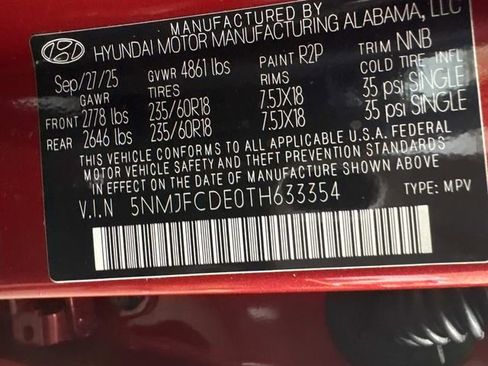 MANUFACTURED BY
HYUNDAI MOTOR MANUFACTURING ALABAMA, LLC
Sep/27/25 GVWR 4861 lbs PAINT R2P TRIM NNB
GAWR TIRES RIMS COLD TIRE INFL
FRONT 2778 lbs 235/60R18 7.5JX18 35 psi SINGLE
REAR 2646 lbs 235/60R18 7.5JX18 35 psi SINGLE
THIS VEHICLE CONFORMS TO ALL APPLICABLE U.S.A. FEDERAL
MOTOR VEHICLE SAFETY AND THEFT PREVENTION STANDARDS
IN EFFECT ON THE DATE OF MANUFACTURE SHOWN ABOVE
V.I.N 5NMJFCDE0TH633354 TYPE: MPV